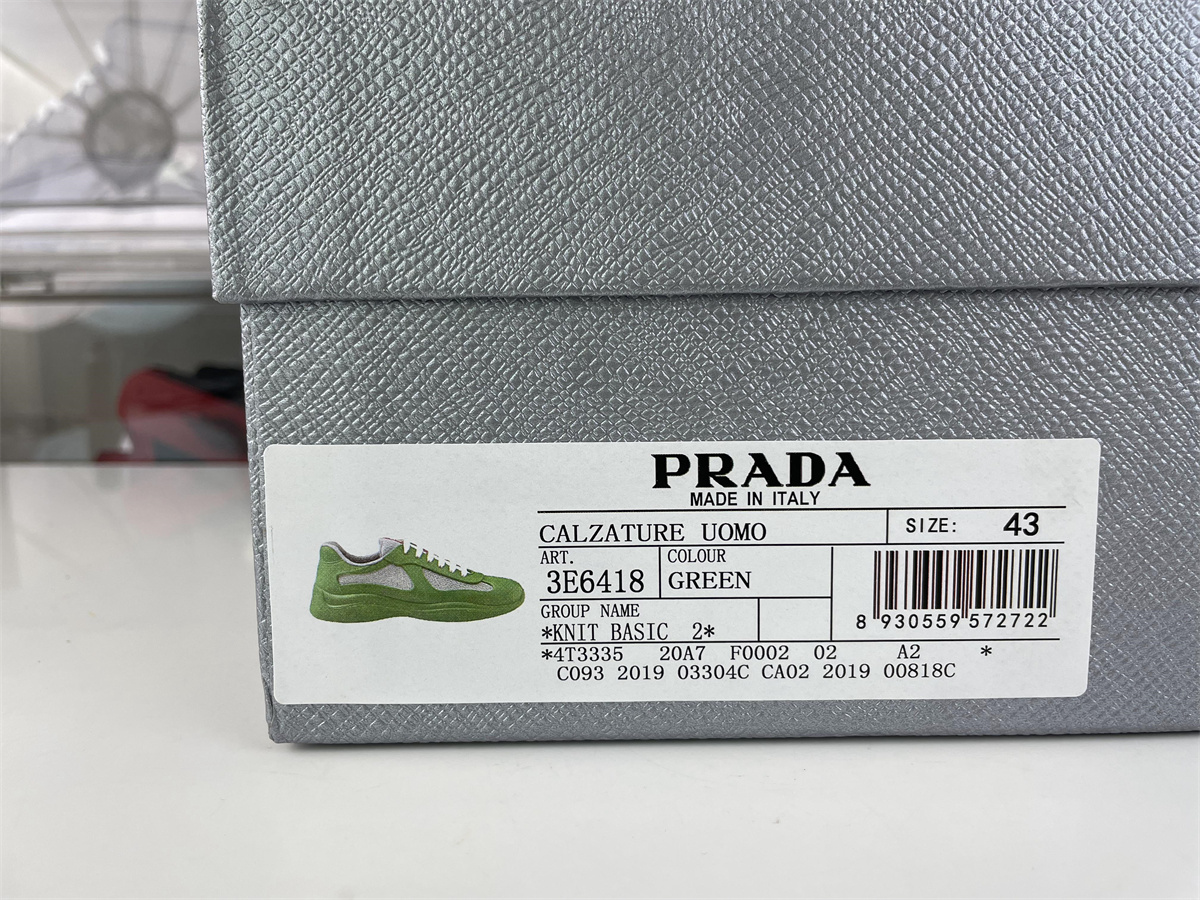 PRADA
MADE IN ITALY
CALZATURE UOMO
SIZE: 43
ART.
3E6418
COLOUR
GREEN
GROUP NAME
*KNIT BASIC 2*
8 930559 572722
*4T3335 20A7 F0002 02 A2 *
C093 2019 03304C CA02 2019 00818C